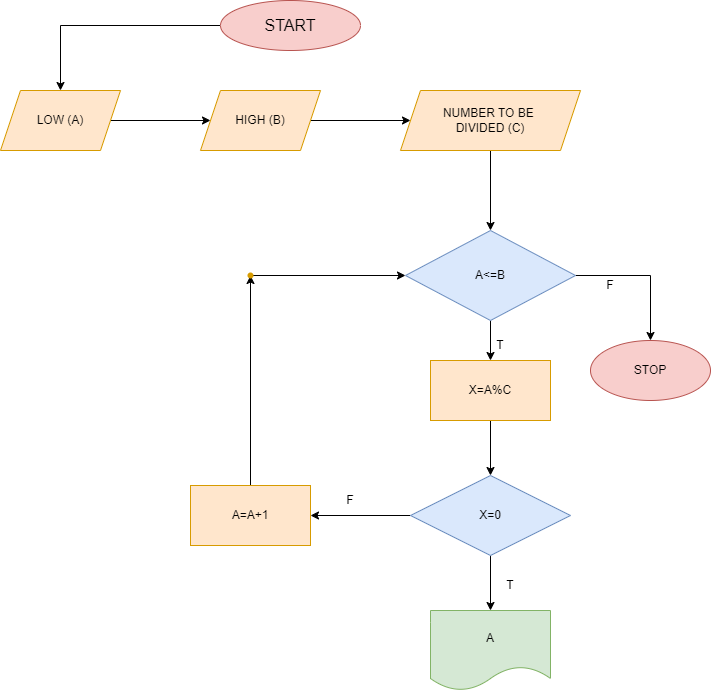 START
LOW (A)
HIGH (B)
NUMBER TO BE
DIVIDED (C)
A<=B
F
T
STOP
X=A%C
F
A=A+1
X=0
T
A